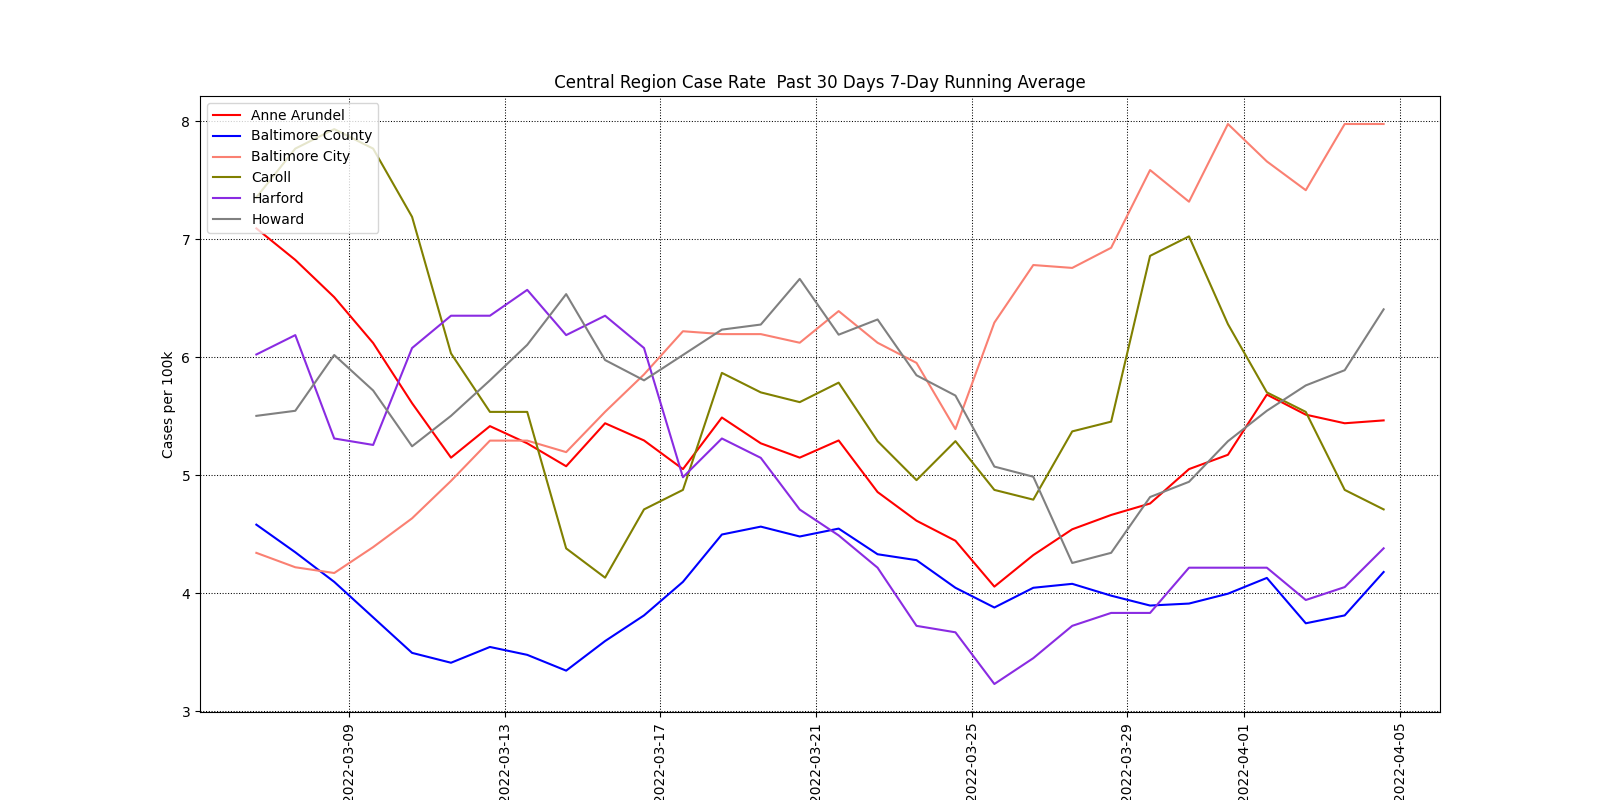 Central Region Case Rate  Past 30 Days 7-Day Running Average
Anne Arundel
Baltimore County
Baltimore City
Caroll
Harford
Howard
Cases per 100k
8
7
6
5
4
3
2022-03-09
2022-03-13
2022-03-17
2022-03-21
2022-03-25
2022-03-29
2022-04-01
2022-04-05